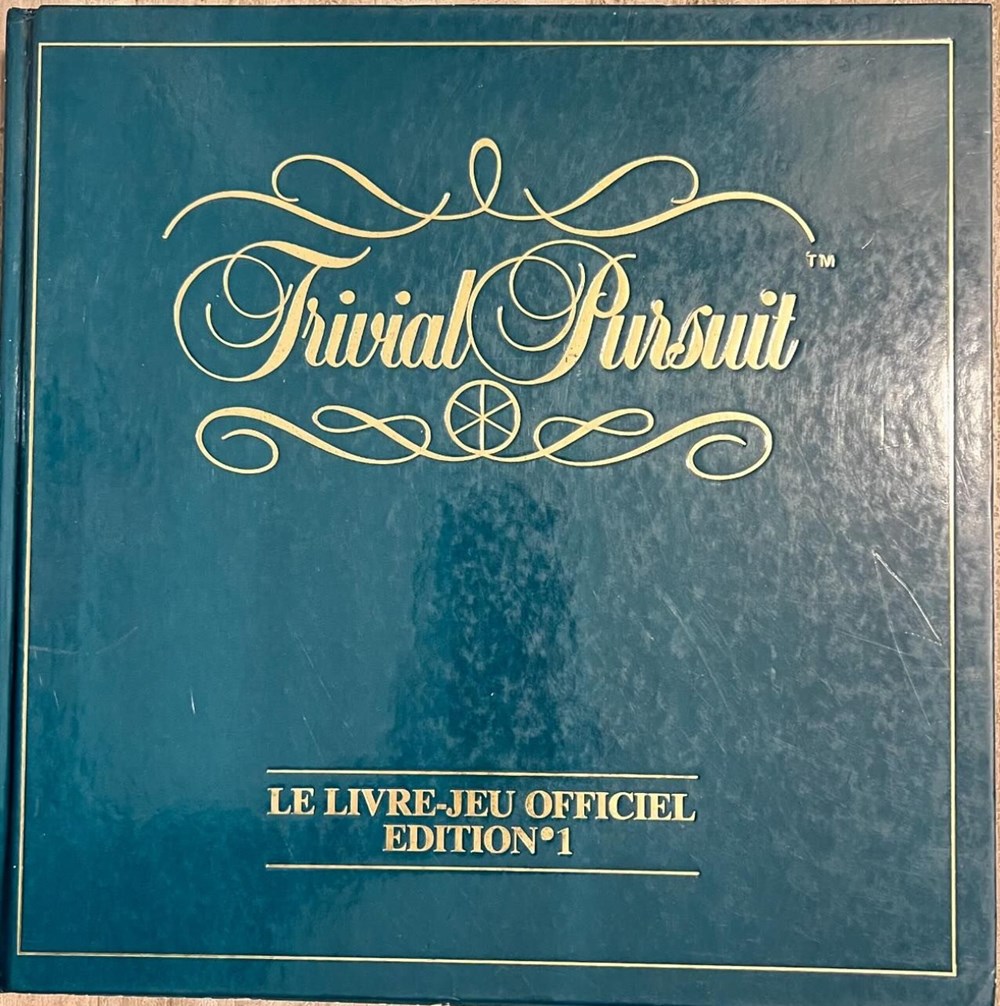 Trivial Pursuit™
LE LIVRE-JEU OFFICIEL
EDITION•1